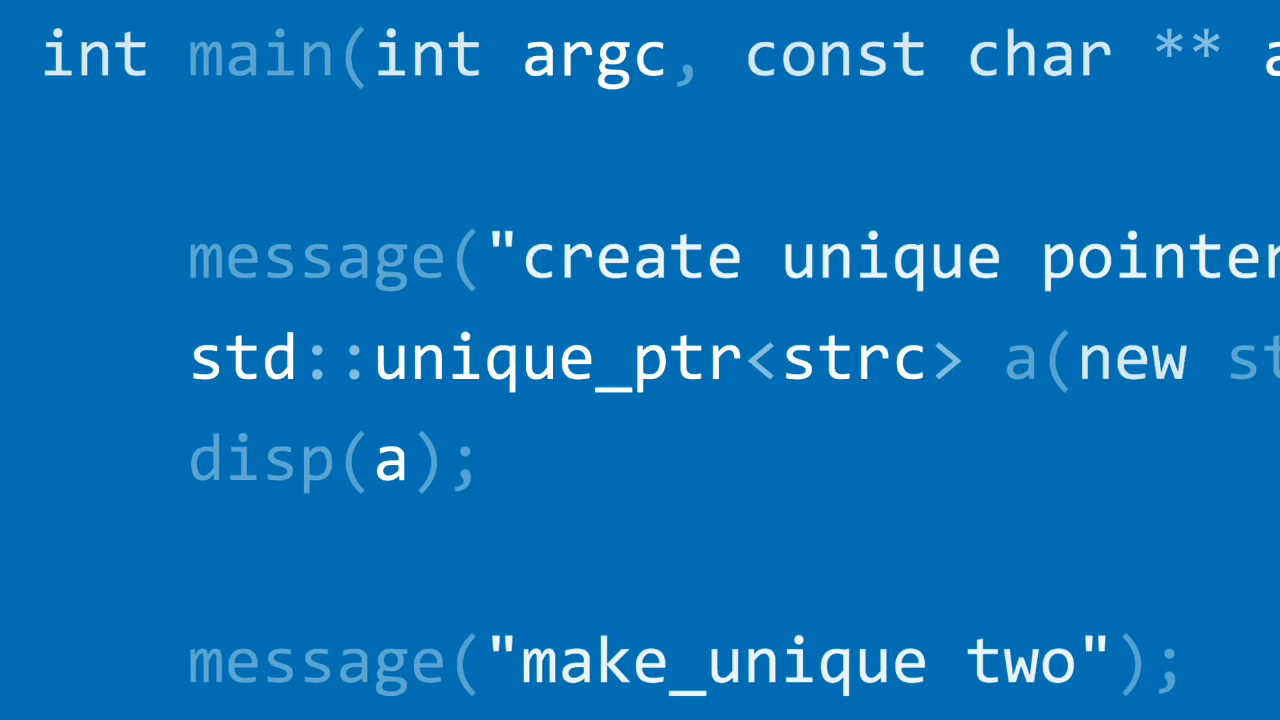 int main(int argc, const char ** a
message("create unique pointer
std::unique_ptr<strc> a(new st
disp(a);
message("make_unique two");